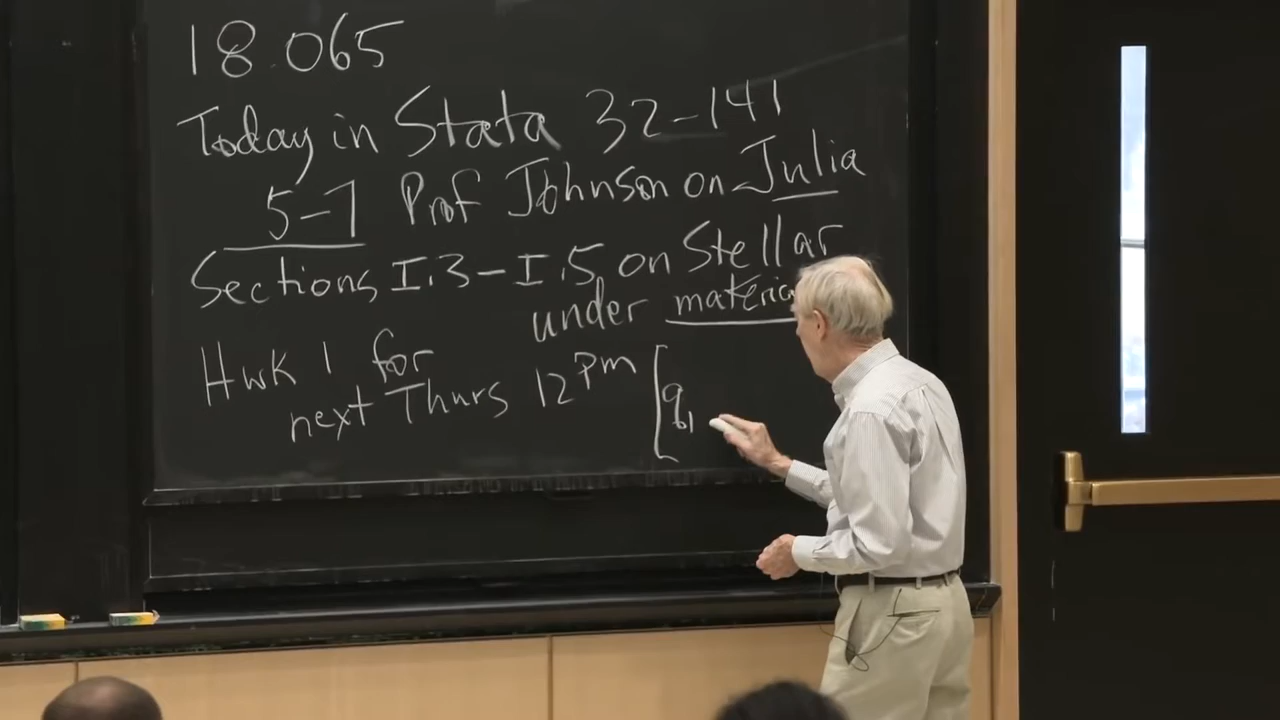 18.065
Today in Stata 32-141
5-7 Prof Johnson on Julia
Sections I.3-I.5 on Stellar
under materia
Hwk 1 for
next Thurs 12 pm
[q1